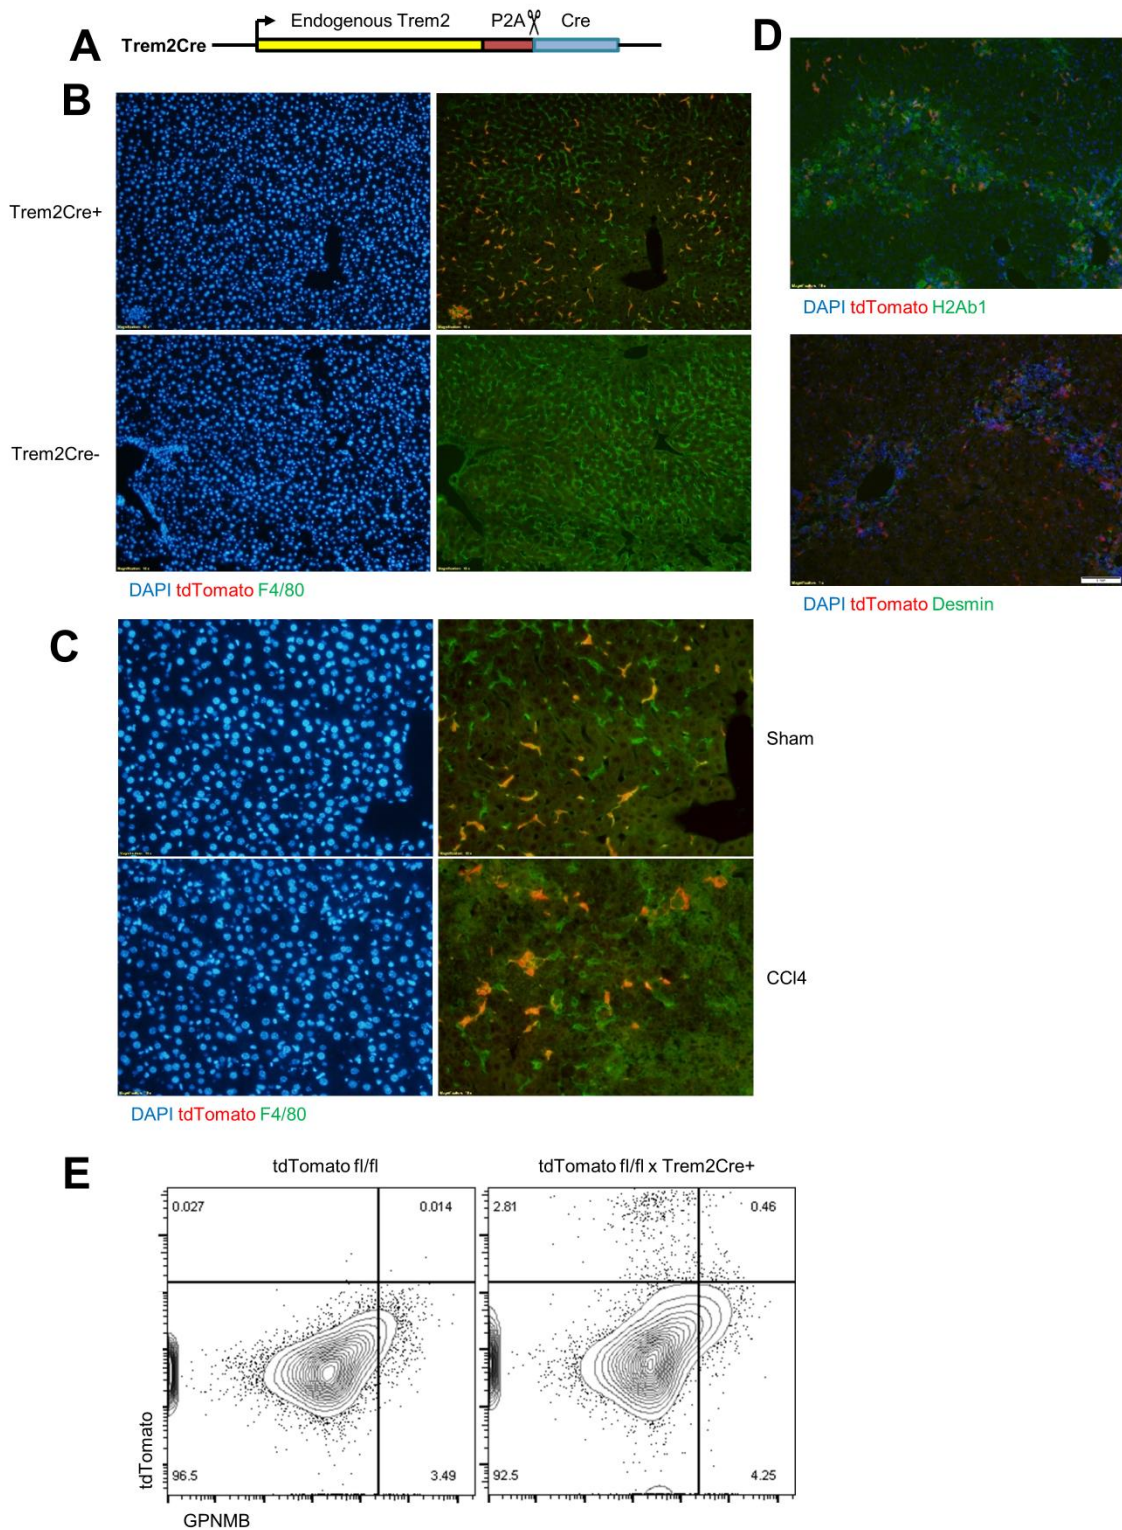 A
Trem2Cre
Endogenous Trem2
P2A
Cre
B
Trem2Cre+
Trem2Cre-
DAPI tdTomato F4/80
C
Sham
CCl4
DAPI tdTomato F4/80
D
DAPI tdTomato H2Ab1
DAPI tdTomato Desmin
E
tdTomato fl/fl
tdTomato fl/fl x Trem2Cre+
0.027
0.014
2.81
0.46
96.5
3.49
92.5
4.25
tdTomato
GPNMB